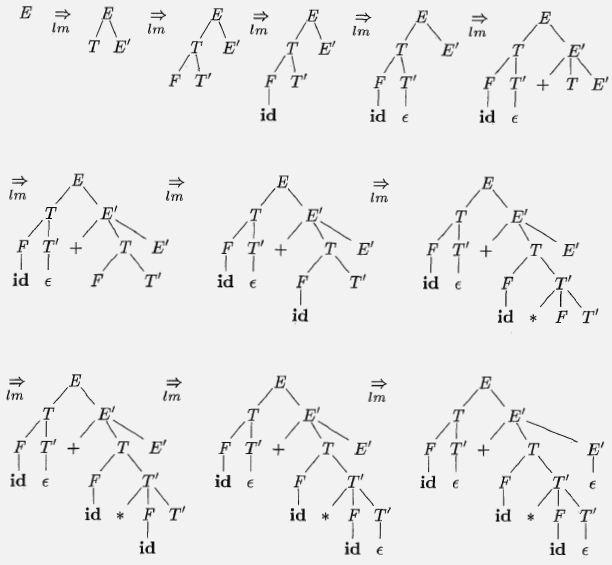 E ⇒ E ⇒ E ⇒ E ⇒ E ⇒ E
lm lm lm lm lm
T E′ T E′ T E′ T E′ T E′
F T′ F T′ F T′ F T′ + T E′
id id ϵ id ϵ
⇒ E ⇒ E ⇒ E
lm lm lm
T E′ T E′ T E′
F T′ + T E′ F T′ + T E′ F T′ + T E′
id ϵ F T′ id ϵ F T′ id ϵ F T′
id id * F T′
⇒ E ⇒ E ⇒ E
lm lm lm
T E′ T E′ T E′
F T′ + T E′ F T′ + T E′ F T′ + T E′
id ϵ F T′ id ϵ F T′ id ϵ F T′ ϵ
id * F T′ id * F T′ id * F T′
id id ϵ id ϵ